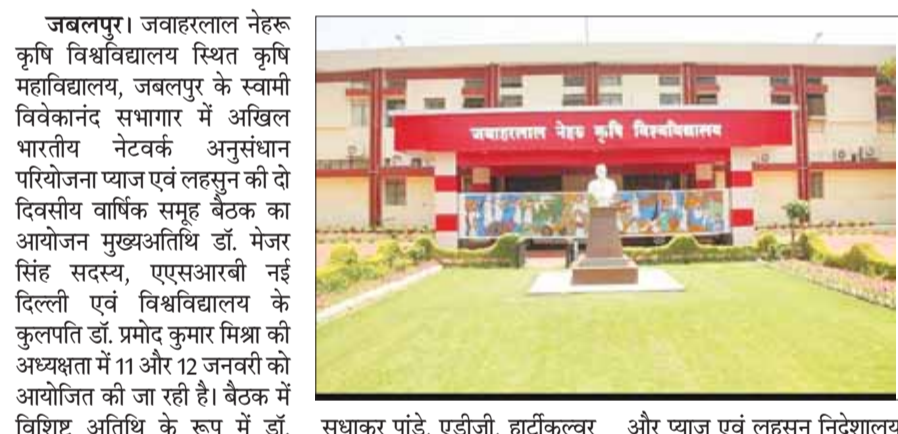 जबलपुर। जवाहरलाल नेहरू
कृषि विश्वविद्यालय स्थित कृषि
महाविद्यालय, जबलपुर के स्वामी
विवेकानंद सभागार में अखिल
भारतीय नेटवर्क अनुसंधान
परियोजना प्याज एवं लहसुन की दो
दिवसीय वार्षिक समूह बैठक का
आयोजन मुख्यअतिथि डॉ. मेजर
सिंह सदस्य, एएसआरबी नई
दिल्ली एवं विश्वविद्यालय के
कुलपति डॉ. प्रमोद कुमार मिश्रा की
अध्यक्षता में 11 और 12 जनवरी को
आयोजित की जा रही है। बैठक में
विशिष्ट अतिथि के रूप में डॉ.
जवाहरलाल नेहरु कृषि विश्वविद्यालय
सुधाकर पांडे, एडीजी, हार्टीकल्चर
और प्याज एवं लहसुन निदेशालय